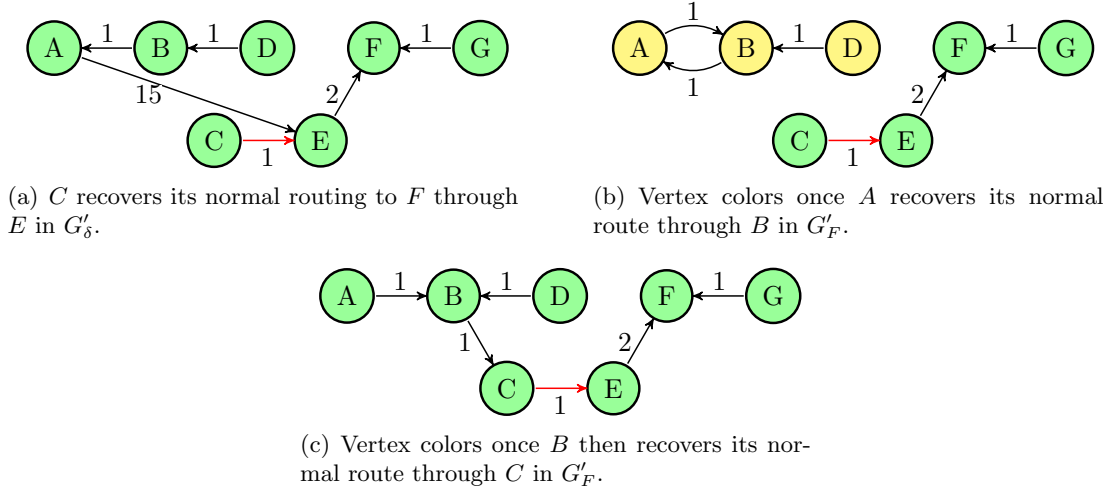 A 1 B 1 D F 1 G
15 2
C 1 E
(a) C recovers its normal routing to F through
E in G′δ.
1
A B 1 D F 1 G
1 2
C 1 E
(b) Vertex colors once A recovers its normal
route through B in G′F.
A 1 B 1 D F 1 G
1 2
C 1 E
(c) Vertex colors once B then recovers its nor-
mal route through C in G′F.